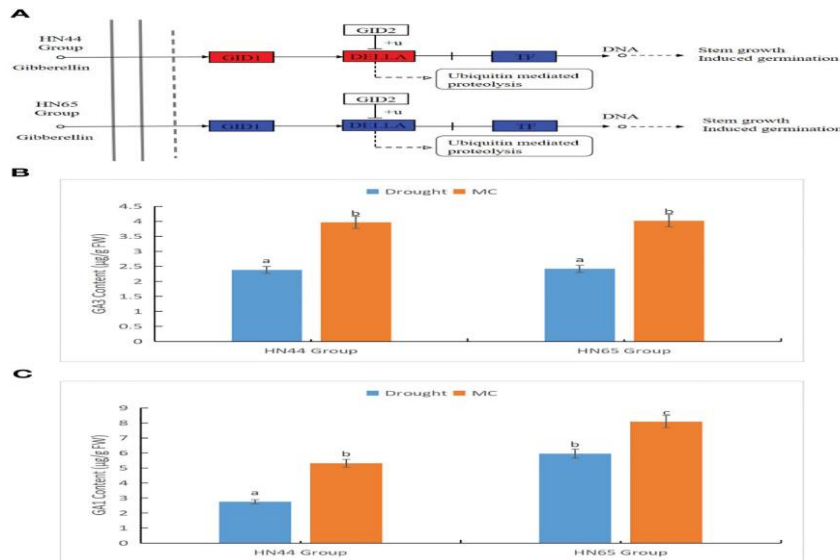 A
HN44
Group
Gibberellin
GID1
GID2
+u
DELLA
Ubiquitin mediated
proteolysis
TF
DNA
Stem growth
Induced germination
HN65
Group
Gibberellin
GID1
GID2
+u
DELLA
Ubiquitin mediated
proteolysis
TF
DNA
Stem growth
Induced germination
B
Drought MC
GA3 Content (μg/g FW)
4.5
4
3.5
3
2.5
2
1.5
1
0.5
0
a
b
a
b
HN44 Group
HN65 Group
C
Drought MC
GA1 Content (μg/g FW)
9
8
7
6
5
4
3
2
1
0
a
b
b
c
HN44 Group
HN65 Group